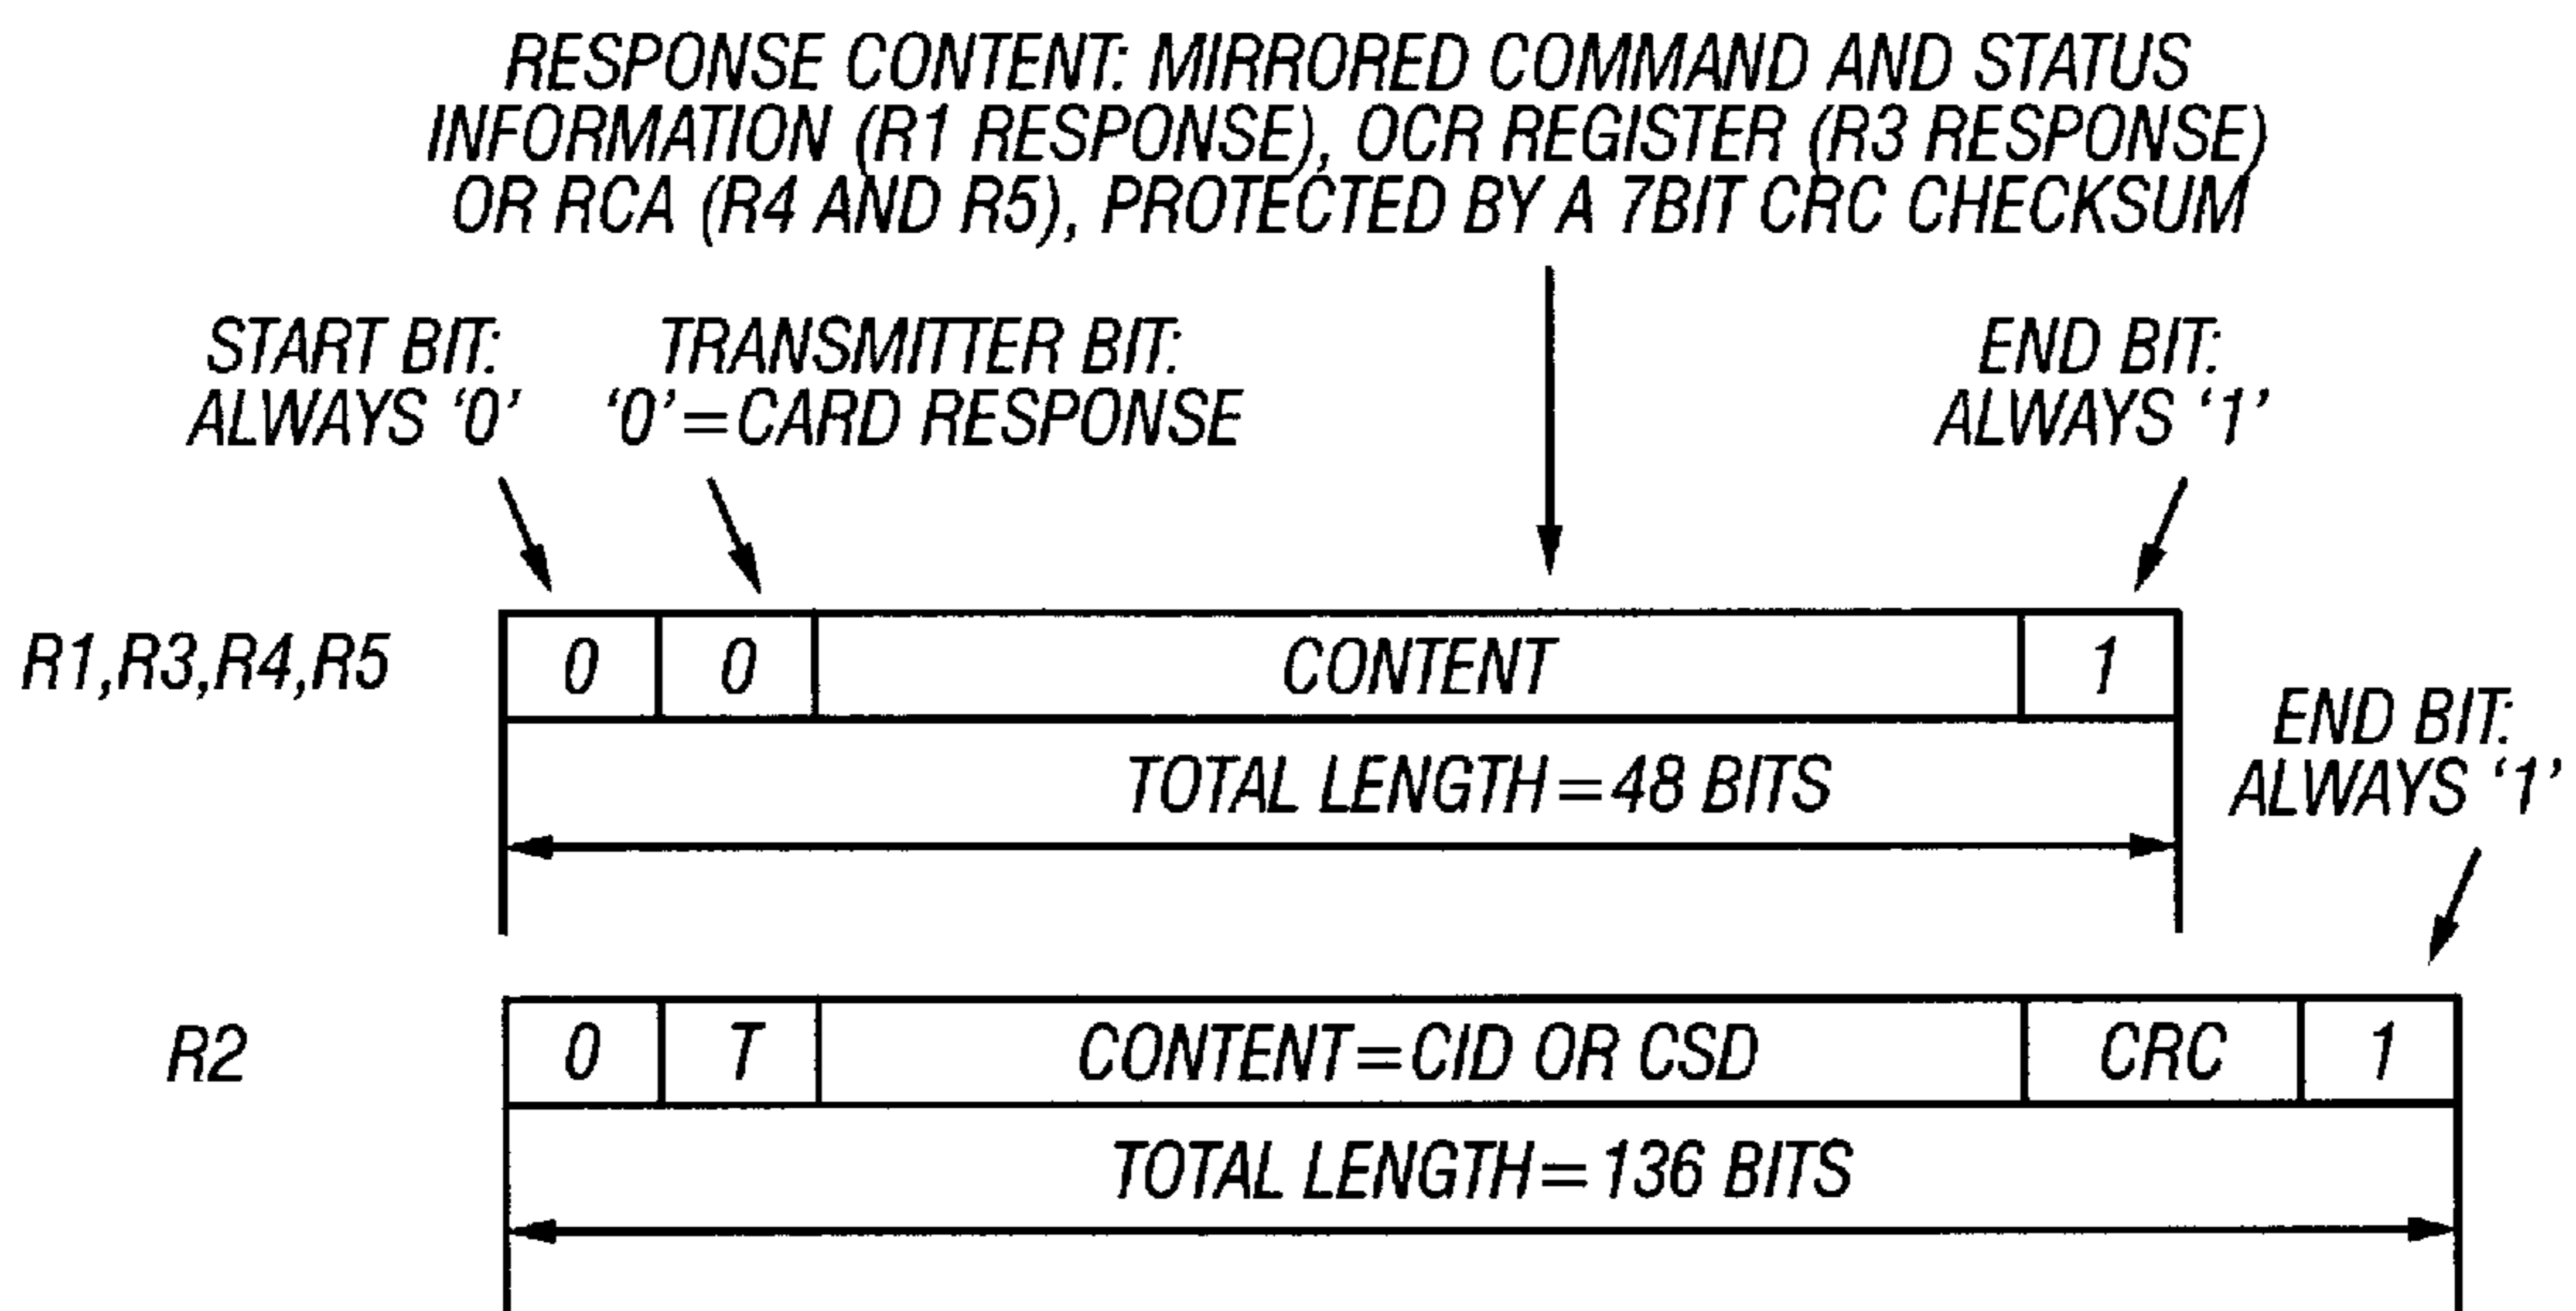 RESPONSE CONTENT: MIRRORED COMMAND AND STATUS
INFORMATION (R1 RESPONSE), OCR REGISTER (R3 RESPONSE)
OR RCA (R4 AND R5), PROTECTED BY A 7BIT CRC CHECKSUM
START BIT:
ALWAYS ‘0’
TRANSMITTER BIT:
‘0’=CARD RESPONSE
END BIT:
ALWAYS ‘1’
R1,R3,R4,R5
0
0
CONTENT
1
TOTAL LENGTH=48 BITS
END BIT:
ALWAYS ‘1’
R2
0
T
CONTENT=CID OR CSD
CRC
1
TOTAL LENGTH=136 BITS